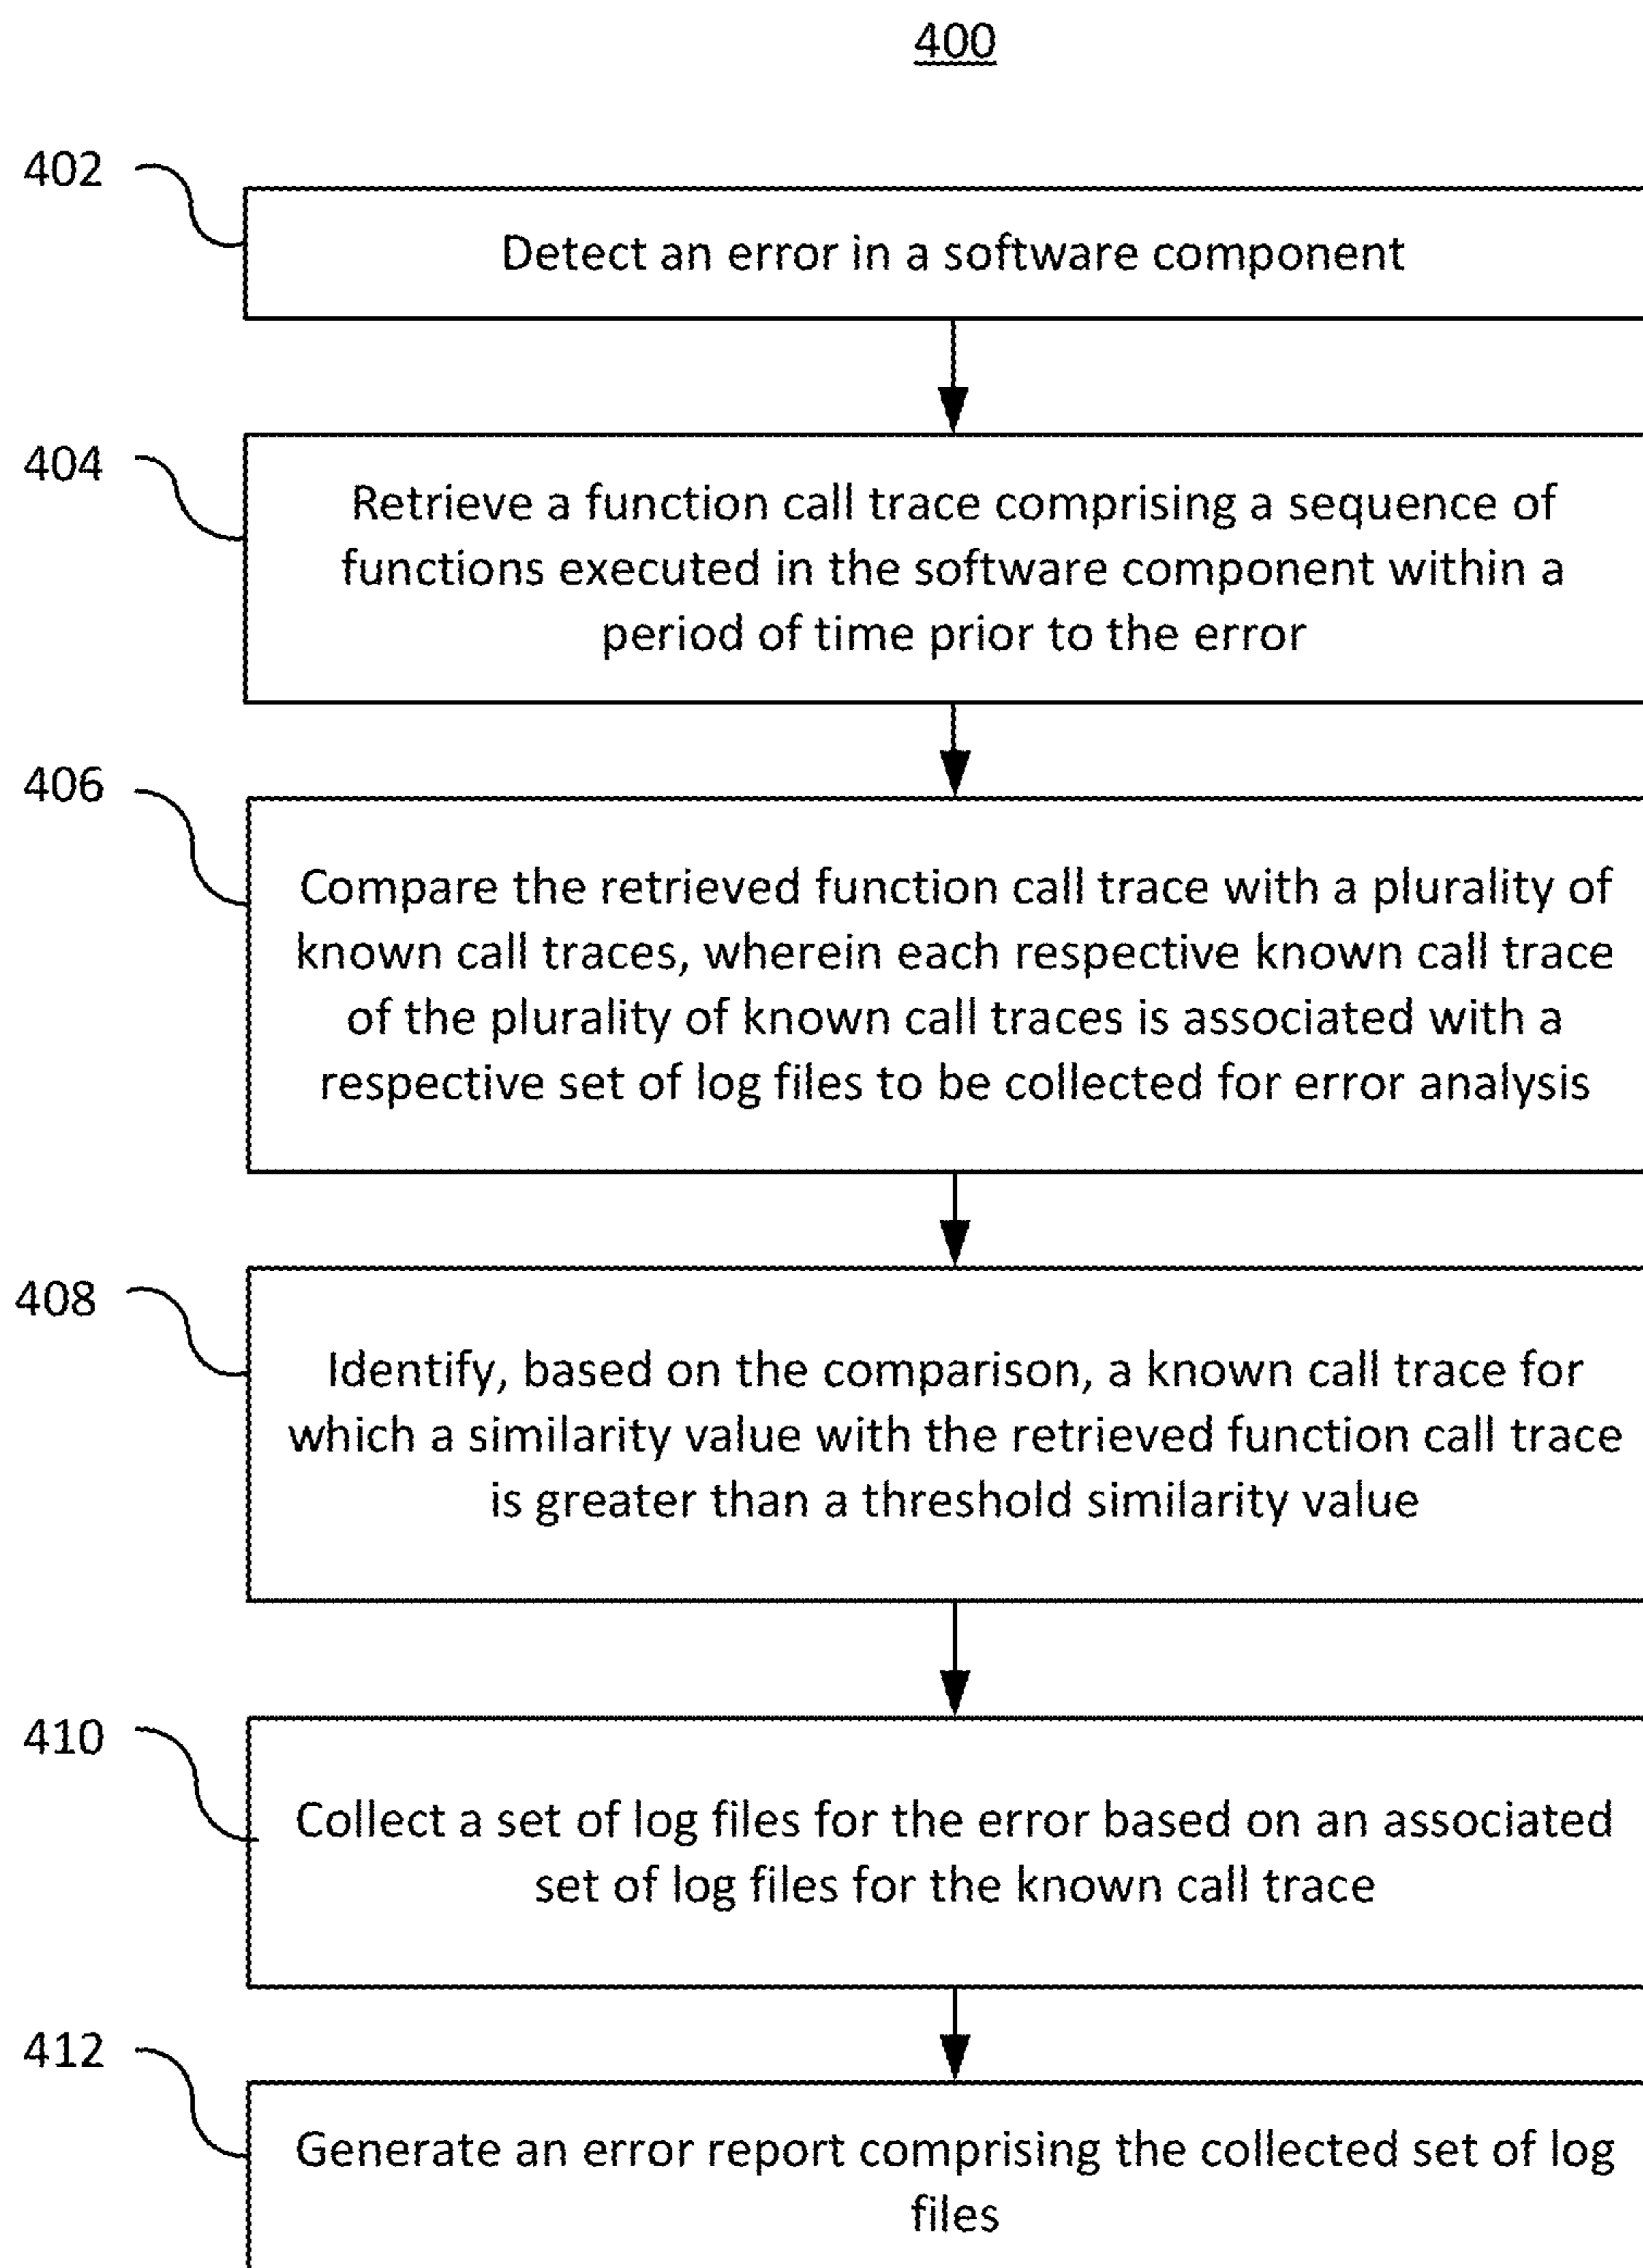 400
402
Detect an error in a software component
404
Retrieve a function call trace comprising a sequence of
functions executed in the software component within a
period of time prior to the error
406
Compare the retrieved function call trace with a plurality of
known call traces, wherein each respective known call trace
of the plurality of known call traces is associated with a
respective set of log files to be collected for error analysis
408
Identify, based on the comparison, a known call trace for
which a similarity value with the retrieved function call trace
is greater than a threshold similarity value
410
Collect a set of log files for the error based on an associated
set of log files for the known call trace
412
Generate an error report comprising the collected set of log
files